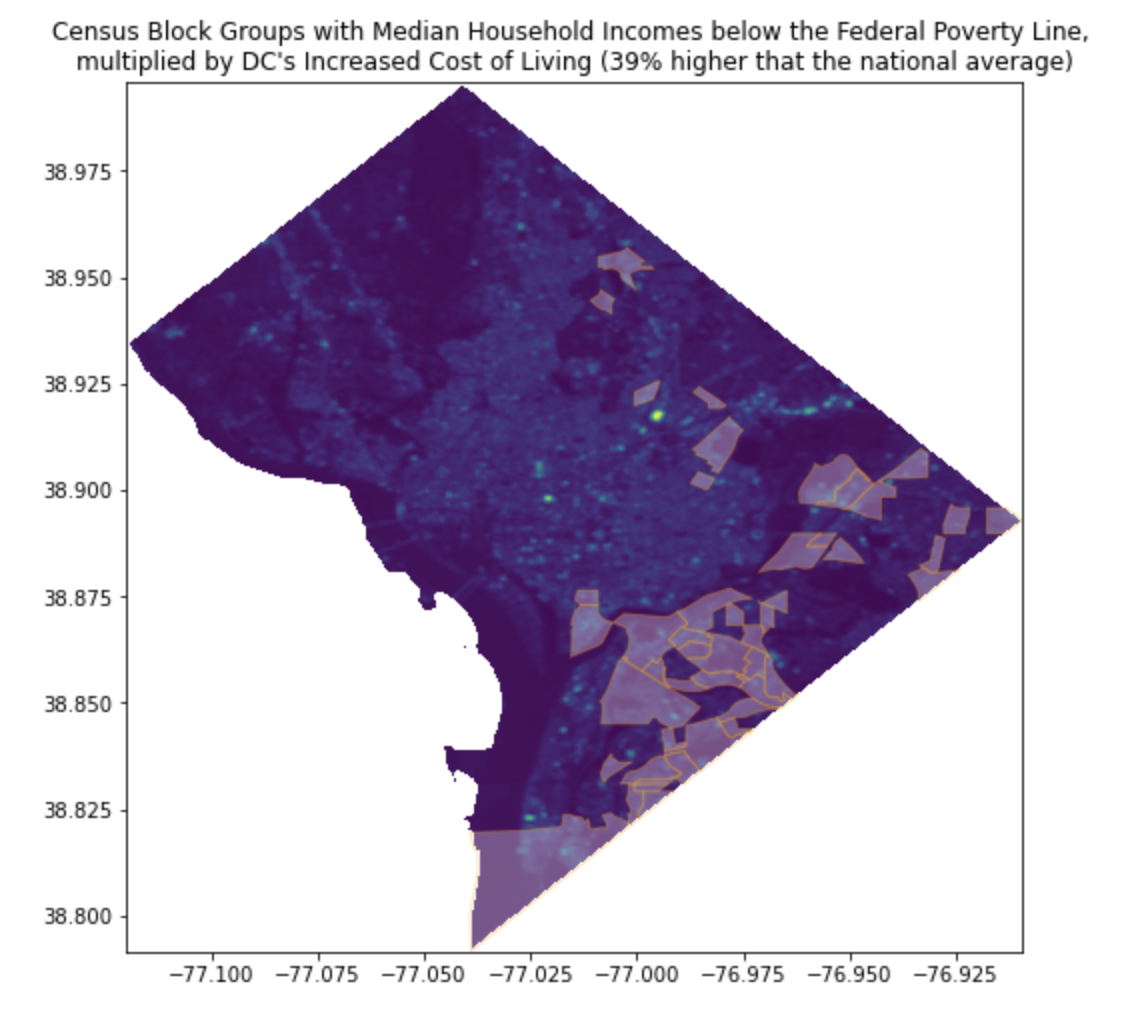 Census Block Groups with Median Household Incomes below the Federal Poverty Line,
multiplied by DC's Increased Cost of Living (39% higher that the national average)
38.975
38.950
38.925
38.900
38.875
38.850
38.825
38.800
−77.100 −77.075 −77.050 −77.025 −77.000 −76.975 −76.950 −76.925